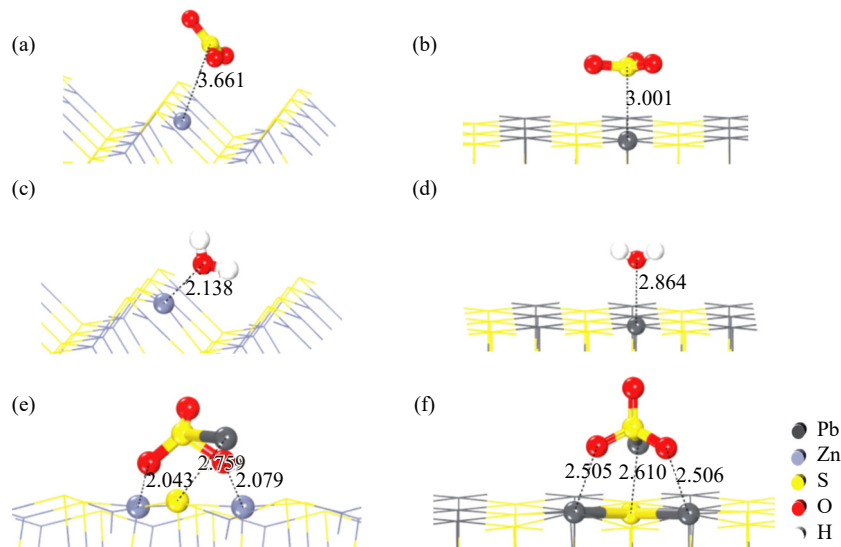 (a)
3.661
(b)
3.001
(c)
2.138
(d)
2.864
(e)
2.043
2.759
2.079
(f)
2.505
2.610
2.506
Pb
Zn
S
O
H